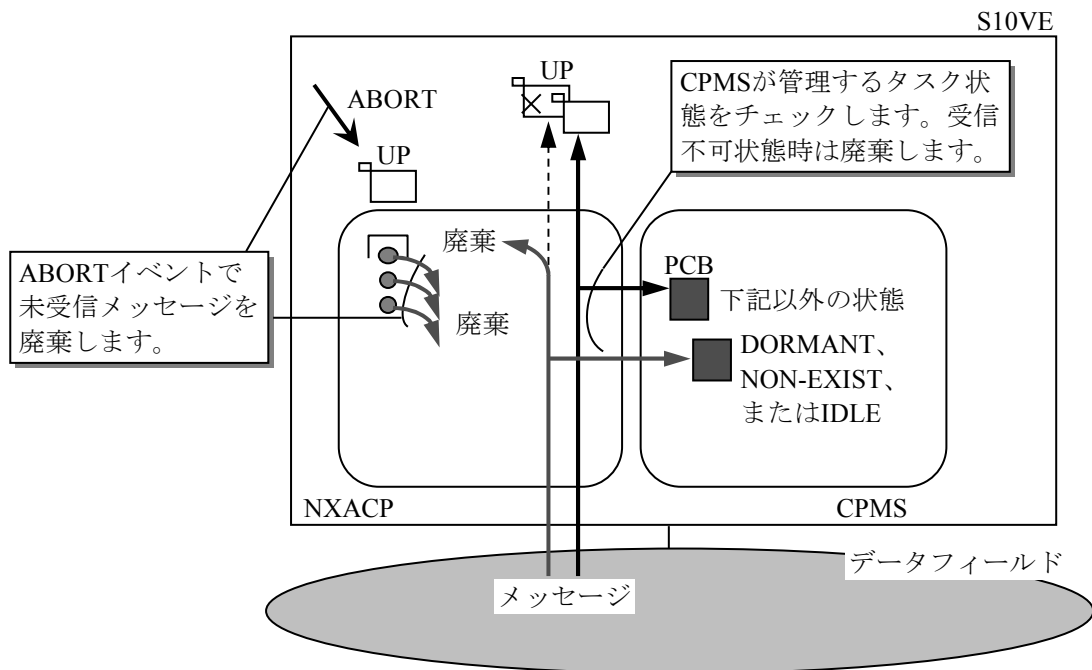 S10VE
ABORT
UP
UP
CPMSが管理するタスク状
態をチェックします。受信
不可状態時は廃棄します。
ABORTイベントで
未受信メッセージを
廃棄します。
廃棄
廃棄
PCB
下記以外の状態
DORMANT、
NON-EXIST、
またはIDLE
NXACP
CPMS
データフィールド
メッセージ